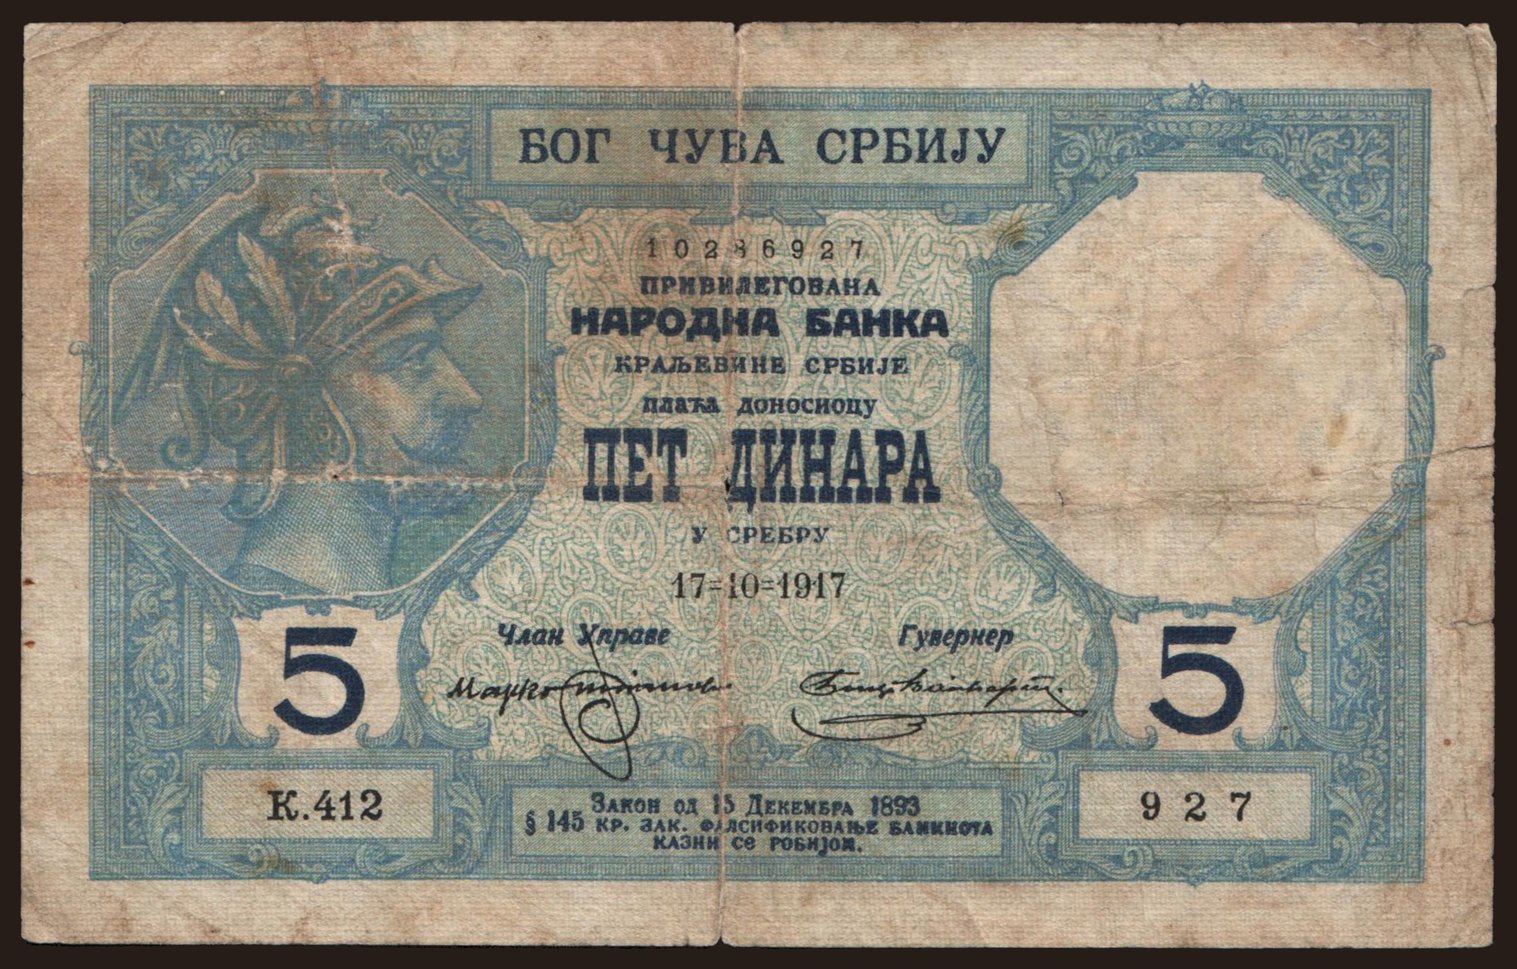 БОГ ЧУВА СРБИЈУ
10286927
ПРИВИЛЕГОВАНА
НАРОДНА БАНКА
КРАЉЕВИНЕ СРБИЈЕ
ПЛАЋА ДОНОСИОЦУ
ПЕТ ДИНАРА
У СРЕБРУ
17=10=1917
Члан Управе Гувернер
5 5
К.412
ЗАКОН ОД 15 ДЕКЕМБРА 1893
§ 145 КР. ЗАК. ФАЛСИФИКОВАЊЕ БАНКНОТА
КАЗНИ СЕ РОБИЈОМ.
927